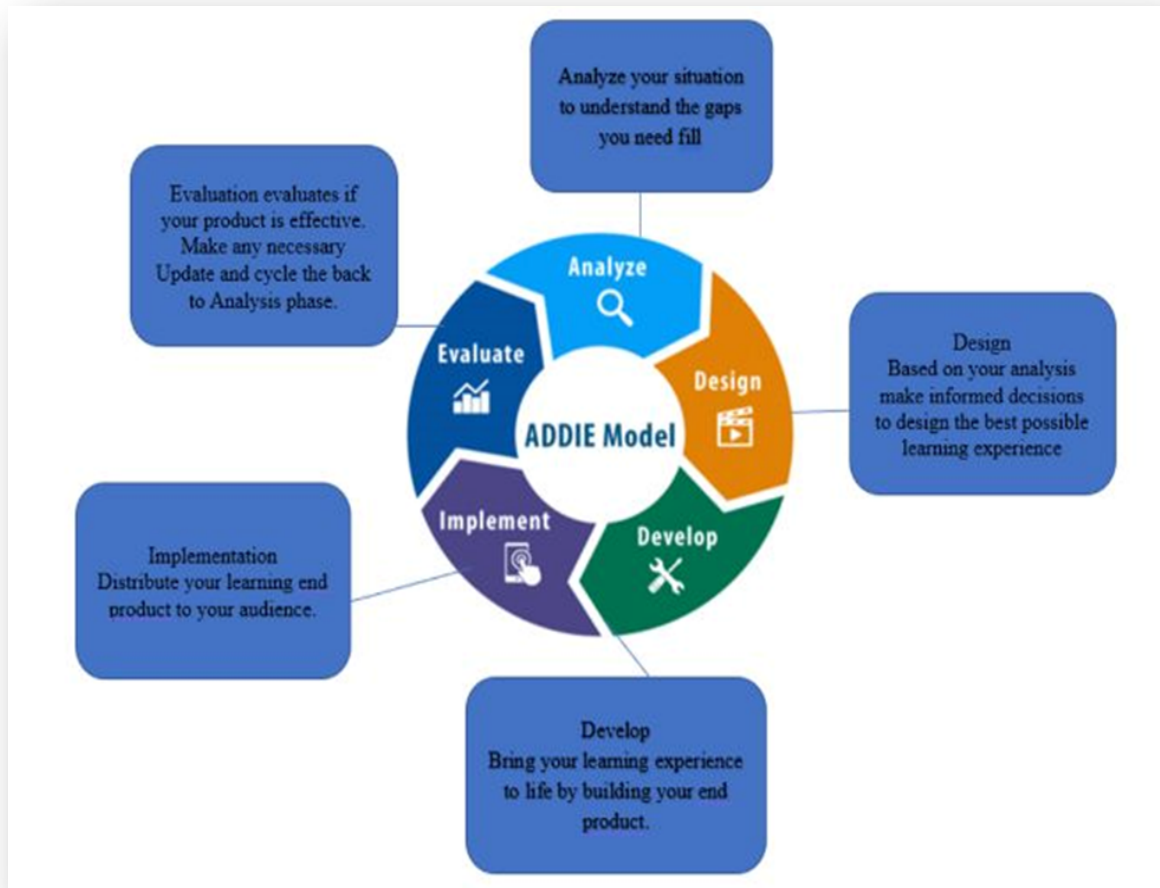 Analyze your situation
to understand the gaps
you need fill
Evaluation evaluates if
your product is effective.
Make any necessary
Update and cycle the back
to Analysis phase.
Analyze
Evaluate
Design
ADDIE Model
Implement
Develop
Design
Based on your analysis
make informed decisions
to design the best possible
learning experience
Implementation
Distribute your learning end
product to your audience.
Develop
Bring your learning experience
to life by building your end
product.